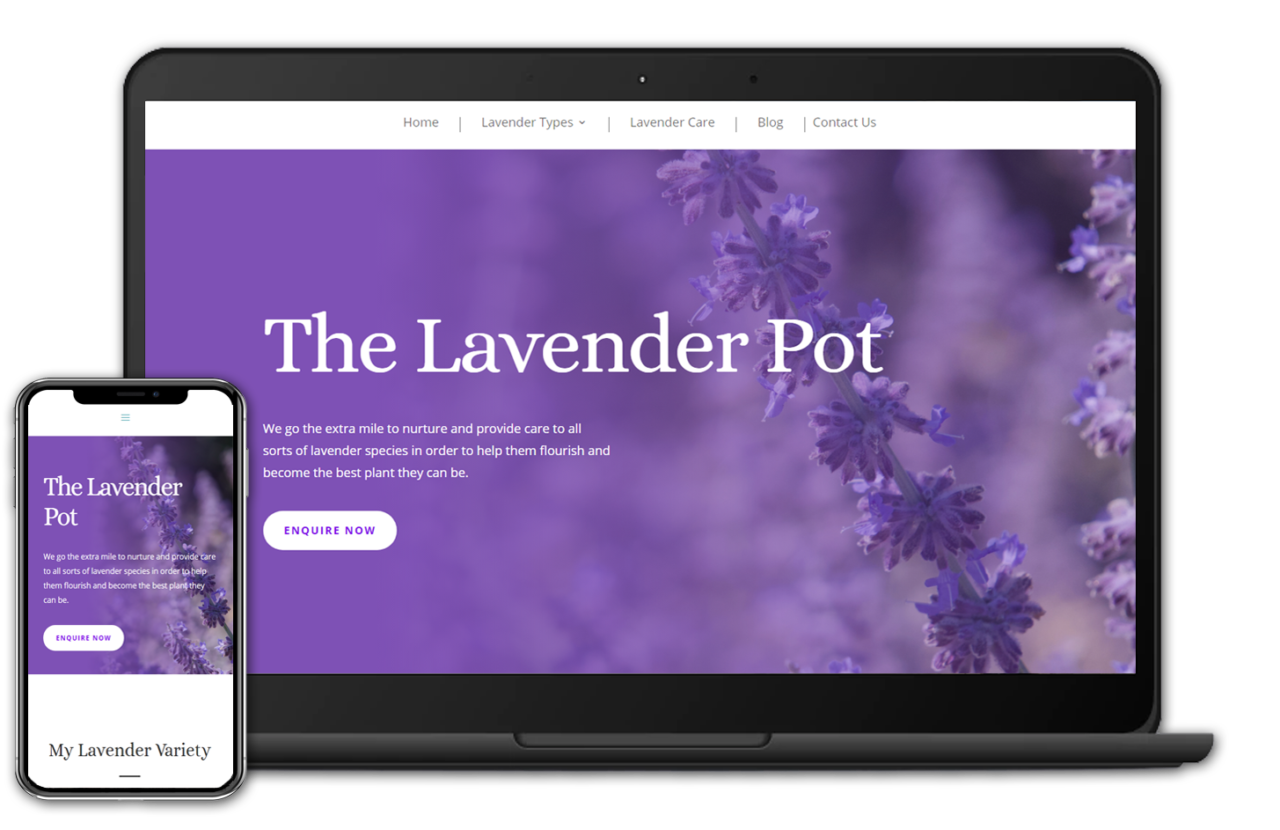 Home | Lavender Types | Lavender Care | Blog | Contact Us
The Lavender Pot
We go the extra mile to nurture and provide care to all
sorts of lavender species in order to help them flourish and
become the best plant they can be.
ENQUIRE NOW
The Lavender
Pot
We go the extra mile to nurture and provide care
to all sorts of lavender species in order to help
them flourish and become the best plant they
can be.
ENQUIRE NOW
My Lavender Variety